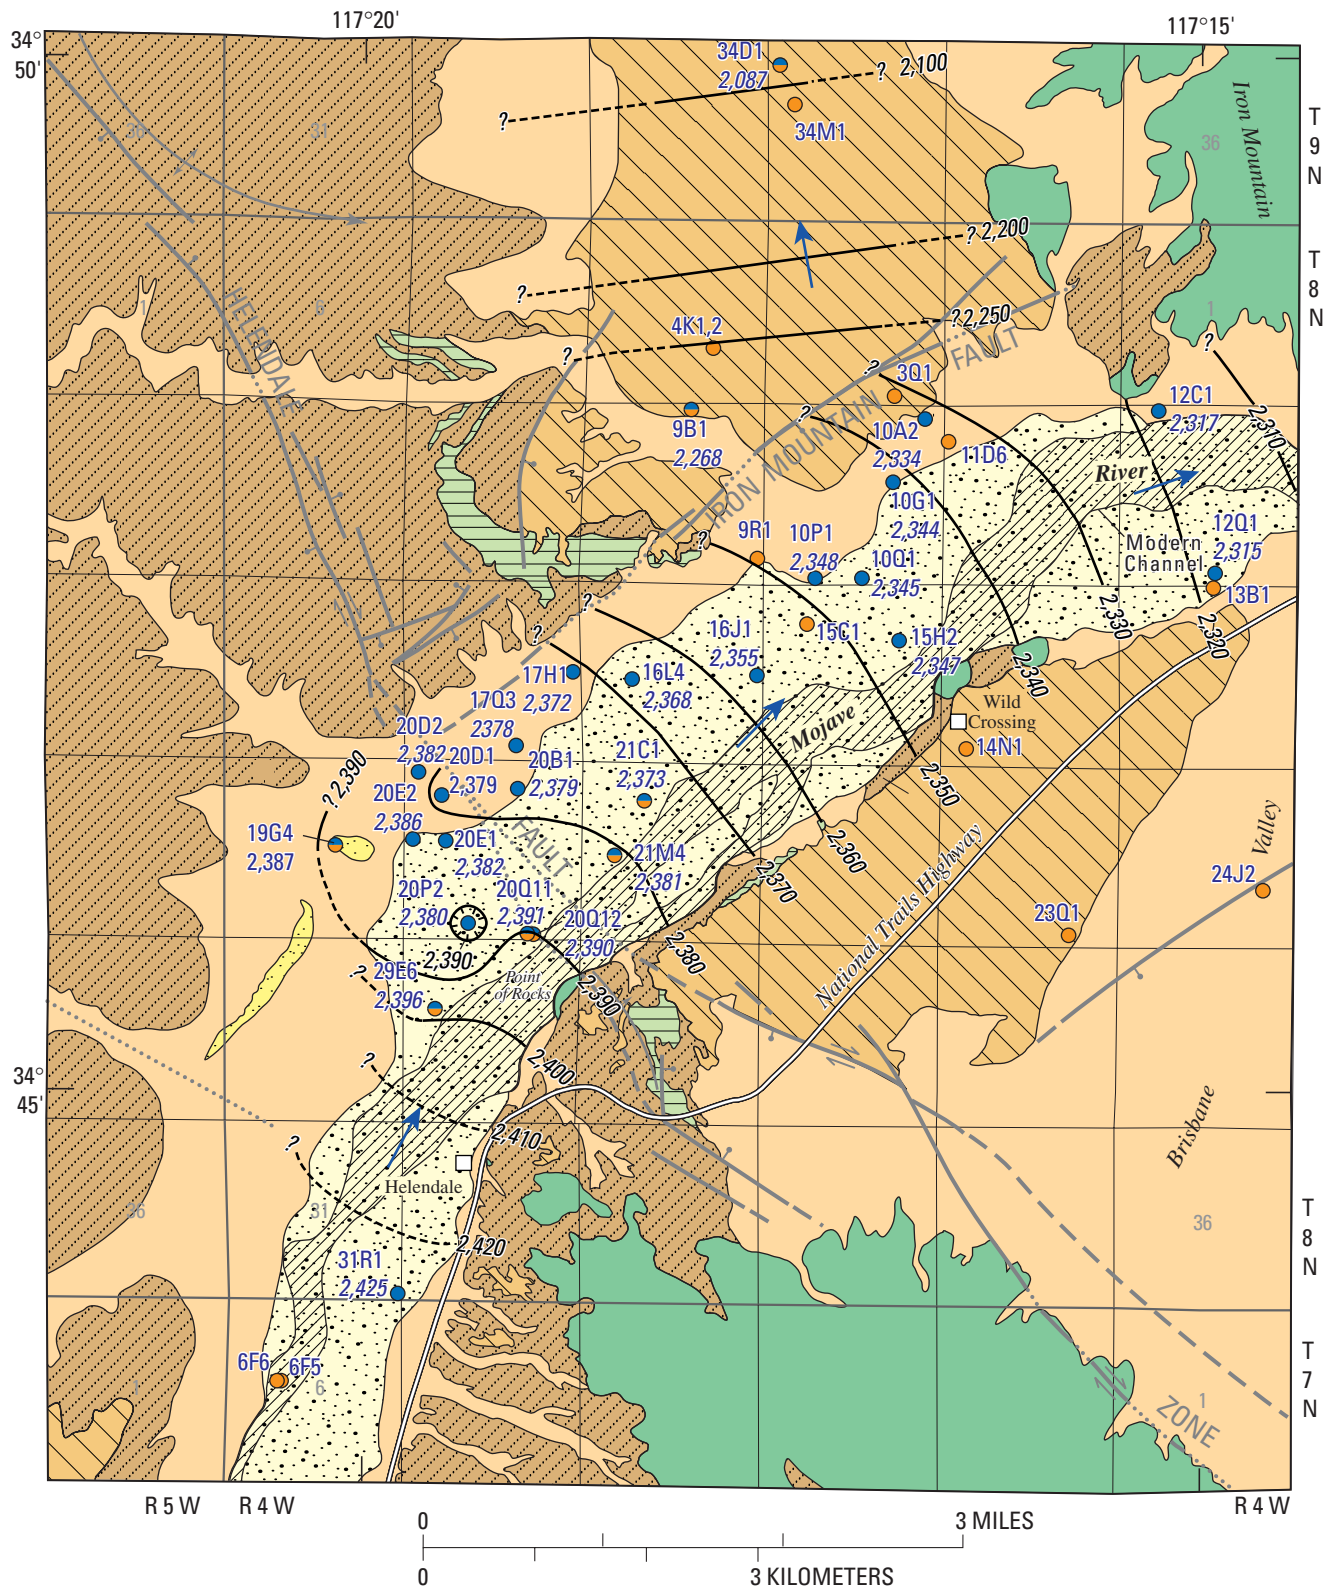 117°20'
117°15'
34°
50'
34D1
2,087
? 2,100
?
34M1
Iron Mountain
T
9
N
36
31
36
? 2,200
?
T
8
N
1
6
1
HELENDALE
4K1,2
? 2,250
?
FAULT
?
?
3Q1
12C1
2,317
2,310
9B1
2,268
?
10A2
2,334
11D6
IRON MOUNTAIN
River
10G1
2,344
9R1
10P1
2,348
10Q1
2,345
12Q1
2,315
Modern
Channel
13B1
?
?
?
16J1
2,355
15C1
15H2
2,347
2,330
2,320
2,340
17H1
2,372
16L4
2,368
17Q3
2378
Wild
Crossing
Mojave
14N1
20D2
2,382
20D1
2,379
20B1
2,379
21C1
2,373
2,350
? 2,390
20E2
2,386
19G4
2,387
20E1
2,382
FAULT
21M4
2,381
2,360
2,370
National Trails Highway
Valley
24J2
20P2
2,380
20Q11
2,391
20Q12
2,390
23Q1
2,380
2,390
?
29E6
2,396
Point
of Rocks
2,390
34°
45'
?
2,400
2,410
?
Brisbane
Helendale
36
31
36
T
8
N
2,420
31R1
2,425
6F6
6F5
1
6
1
T
7
N
ZONE
R 5 W
R 4 W
R 4 W
0
3 MILES
0
3 KILOMETERS